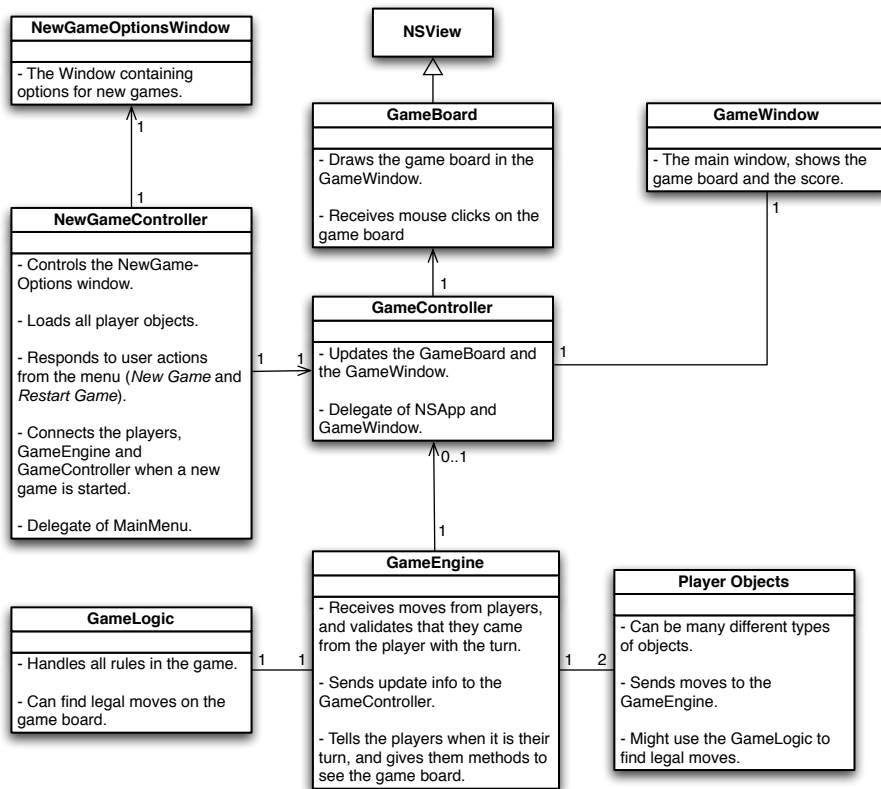 NewGameOptionsWindow
- The Window containing
options for new games.
1
1
NSView
GameBoard
- Draws the game board in the
GameWindow.
- Receives mouse clicks on the
game board
1
GameWindow
- The main window, shows the
game board and the score.
1
NewGameController
- Controls the NewGame-
Options window.
- Loads all player objects.
- Responds to user actions
from the menu (New Game and
Restart Game).
- Connects the players,
GameEngine and
GameController when a new
game is started.
- Delegate of MainMenu.
1
1
GameController
- Updates the GameBoard and
the GameWindow.
- Delegate of NSApp and
GameWindow.
1
0..1
1
GameLogic
- Handles all rules in the game.
- Can find legal moves on the
game board.
1
1
GameEngine
- Receives moves from players,
and validates that they came
from the player with the turn.
- Sends update info to the
GameController.
- Tells the players when it is their
turn, and gives them methods to
see the game board.
1
2
Player Objects
- Can be many different types
of objects.
- Sends moves to the
GameEngine.
- Might use the GameLogic to
find legal moves.